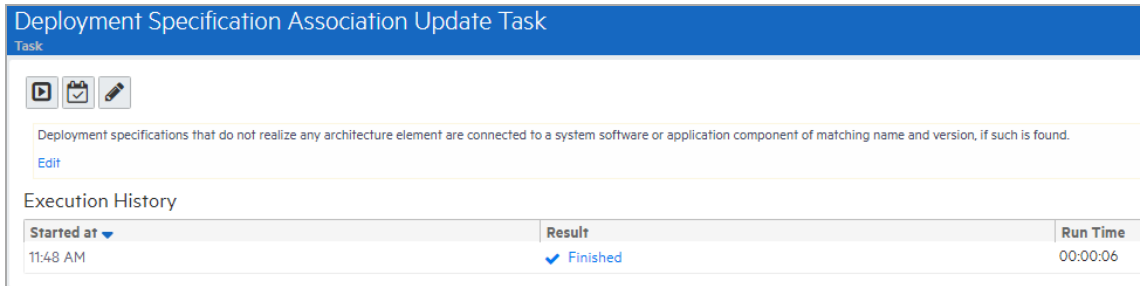 Deployment Specification Association Update Task
Task
Deployment specifications that do not realize any architecture element are connected to a system software or application component of matching name and version, if such is found.
Edit
Execution History
Started at Result Run Time
11:48 AM Finished 00:00:06